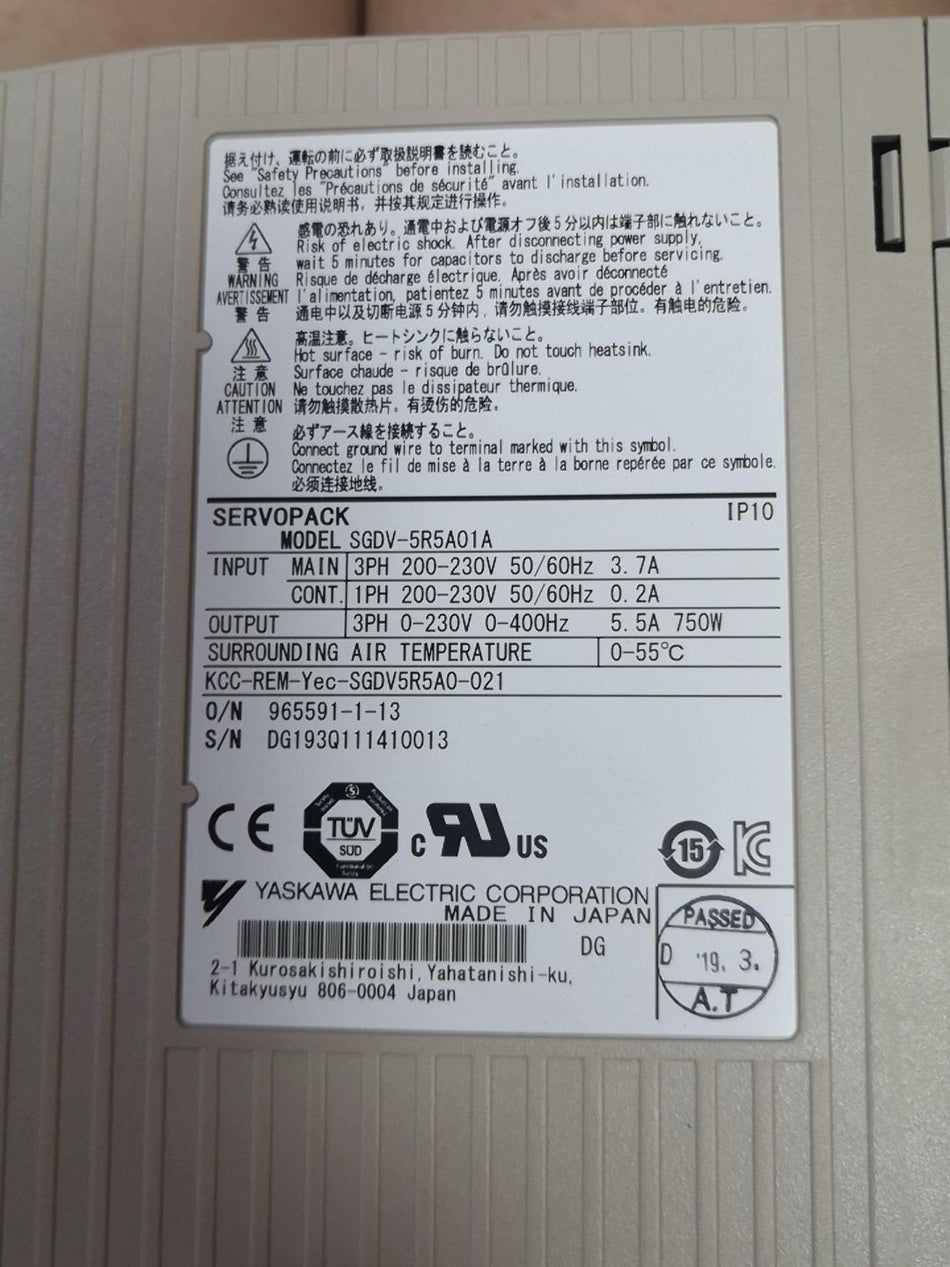 据え付け、運転の前に必ず取扱説明書を読むこと。
See "Safety Precautions" before installing.
Consultez les "Précautions de sécurité" avant l'installation.
请务必熟读使用说明书，并按其规定进行操作。
感電の恐れあり。通電中および電源オフ後5分以内は端子部に触れないこと。
Risk of electric shock. After disconnecting power supply,
wait 5 minutes for capacitors to discharge before servicing.
Risque de décharge électrique. Après avoir déconnecté
l'alimentation, patientez 5 minutes avant de procéder à l'entretien.
通电中以及切断电源5分钟内，请勿触摸接线端子部位。有触电的危险。
警告
WARNING
AVERTISSEMENT
警告
高温注意。ヒートシンクに触らないこと。
Hot surface - risk of burn. Do not touch heatsink.
Surface chaude - risque de brûlure.
Ne touchez pas le dissipateur thermique.
请勿触摸散热片。有烫伤的危险。
注意
CAUTION
ATTENTION
注意
必ずアース線を接続すること。
Connect ground wire to terminal marked with this symbol.
Connectez le fil de mise à la terre à la borne repérée par ce symbole.
必须连接地线。
SERVOPACK IP10
MODEL SGDV-5R5A01A
INPUT MAIN 3PH 200-230V 50/60Hz 3.7A
CONT. 1PH 200-230V 50/60Hz 0.2A
OUTPUT 3PH 0-230V 0-400Hz 5.5A 750W
SURROUNDING AIR TEMPERATURE 0-55℃
KCC-REM-Yec-SGDV5R5A0-021
O/N 965591-1-13
S/N DG193Q111410013
CE
TÜV
SÜD
C RU US
15
KC
YASKAWA ELECTRIC CORPORATION
MADE IN JAPAN
DG
2-1 Kurosakishiroishi, Yahatanishi-ku,
Kitakyusyu 806-0004 Japan
PASSED
D '19. 3.
A.T